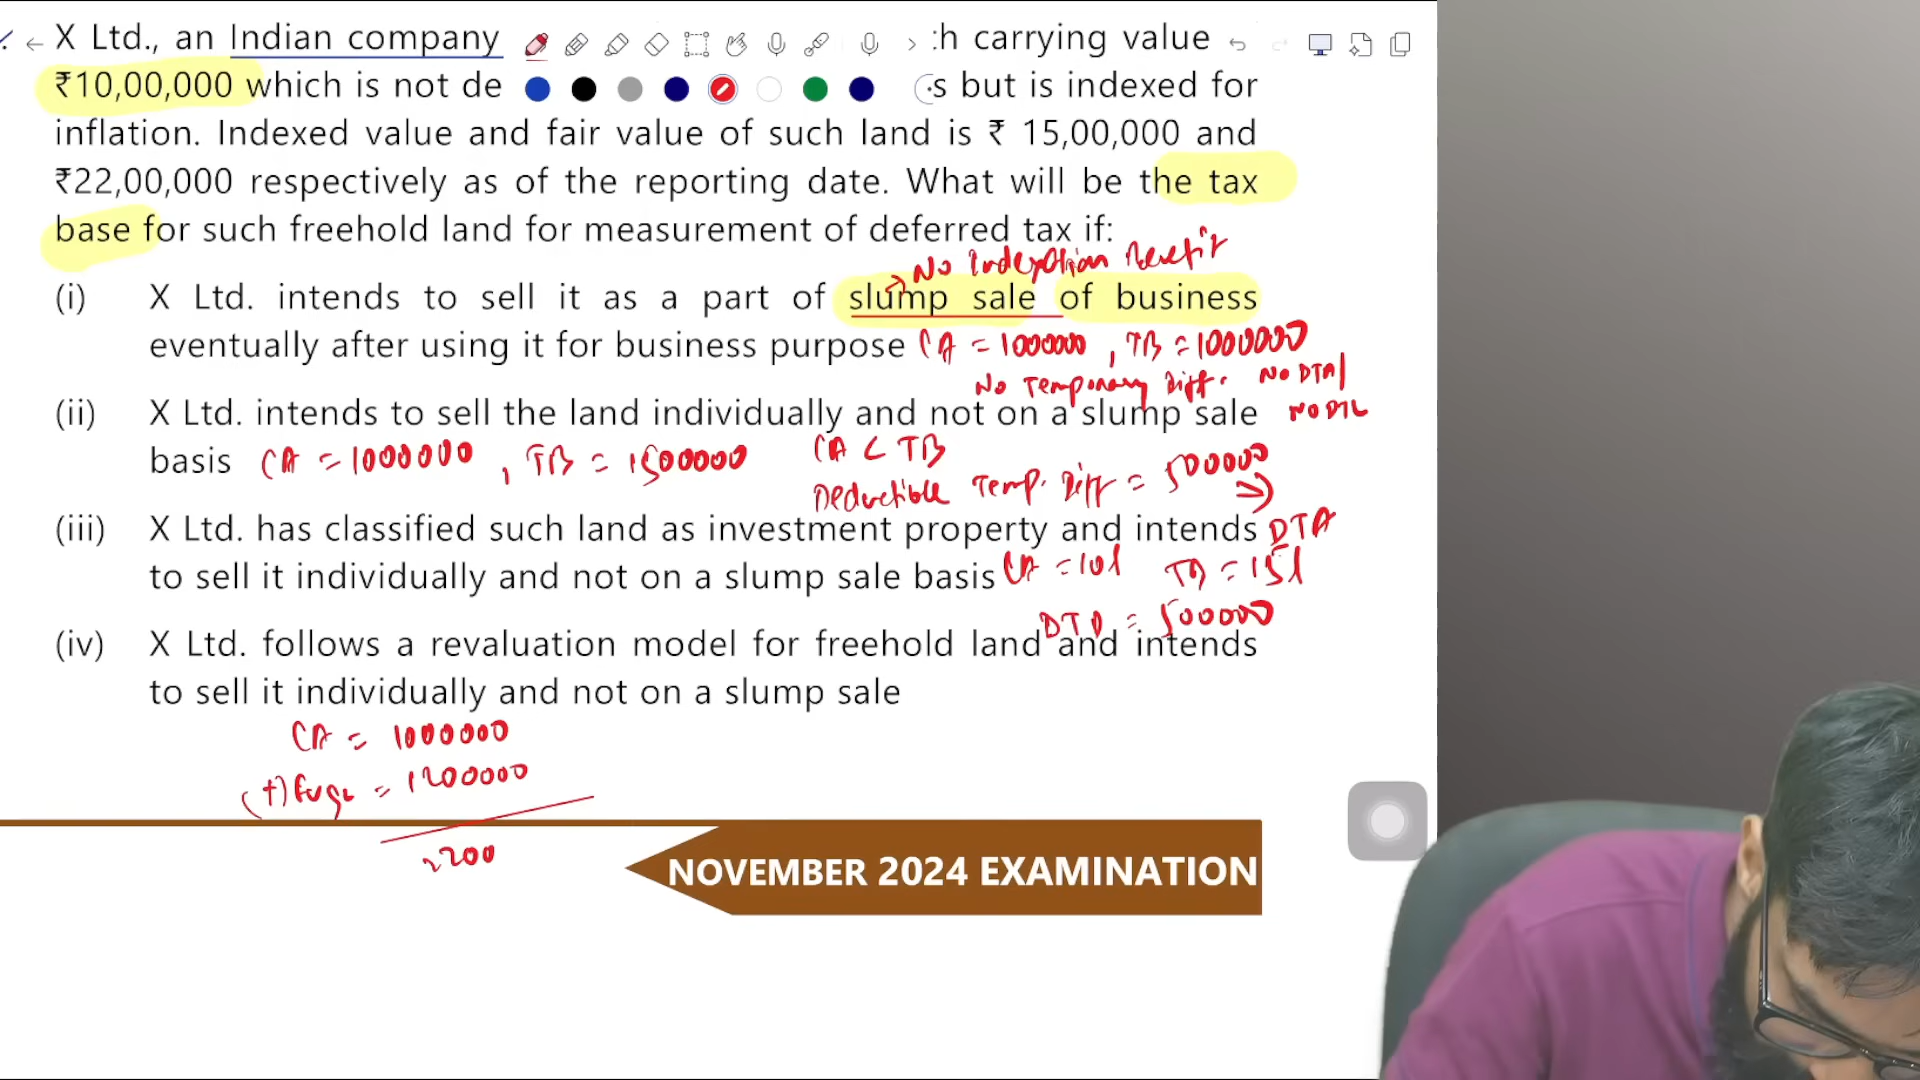 X Ltd., an Indian company :h carrying value
₹10,00,000 which is not de s but is indexed for
inflation. Indexed value and fair value of such land is ₹ 15,00,000 and
₹22,00,000 respectively as of the reporting date. What will be the tax
base for such freehold land for measurement of deferred tax if:
→ No Indexation Benefit
(i) X Ltd. intends to sell it as a part of slump sale of business
eventually after using it for business purpose CA = 1000000 , TB = 1000000
No Temporary Diff. No DTA/
(ii) X Ltd. intends to sell the land individually and not on a slump sale No DTL
basis CA = 1000000 , TB = 1500000 CA < TB
Deductible Temp. Diff = 500000 →
(iii) X Ltd. has classified such land as investment property and intends DTA
to sell it individually and not on a slump sale basis CA = 10l TB = 15l
DTD = 500000
(iv) X Ltd. follows a revaluation model for freehold land and intends
to sell it individually and not on a slump sale
CA = 1000000
(+) = 1200000
2200
NOVEMBER 2024 EXAMINATION